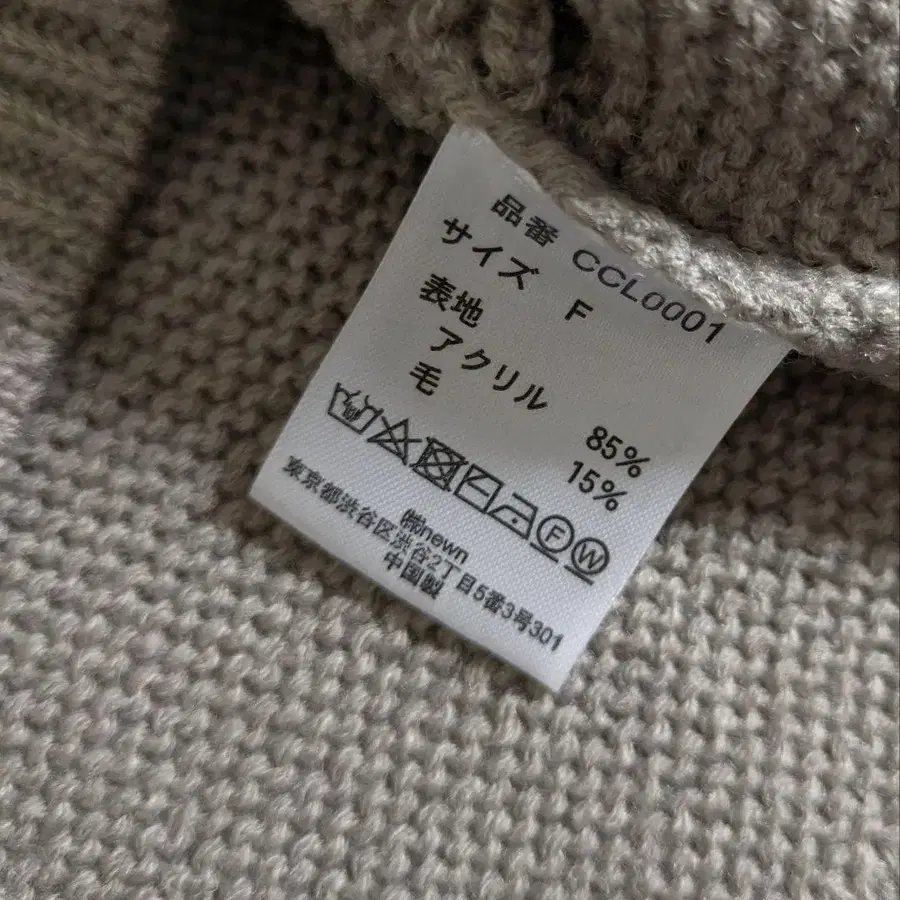 品番 CCL0001
サイズ F
表地
アクリル 85%
毛 15%
F W
㈱newn
東京都渋谷区渋谷2丁目5番3号301
中国製